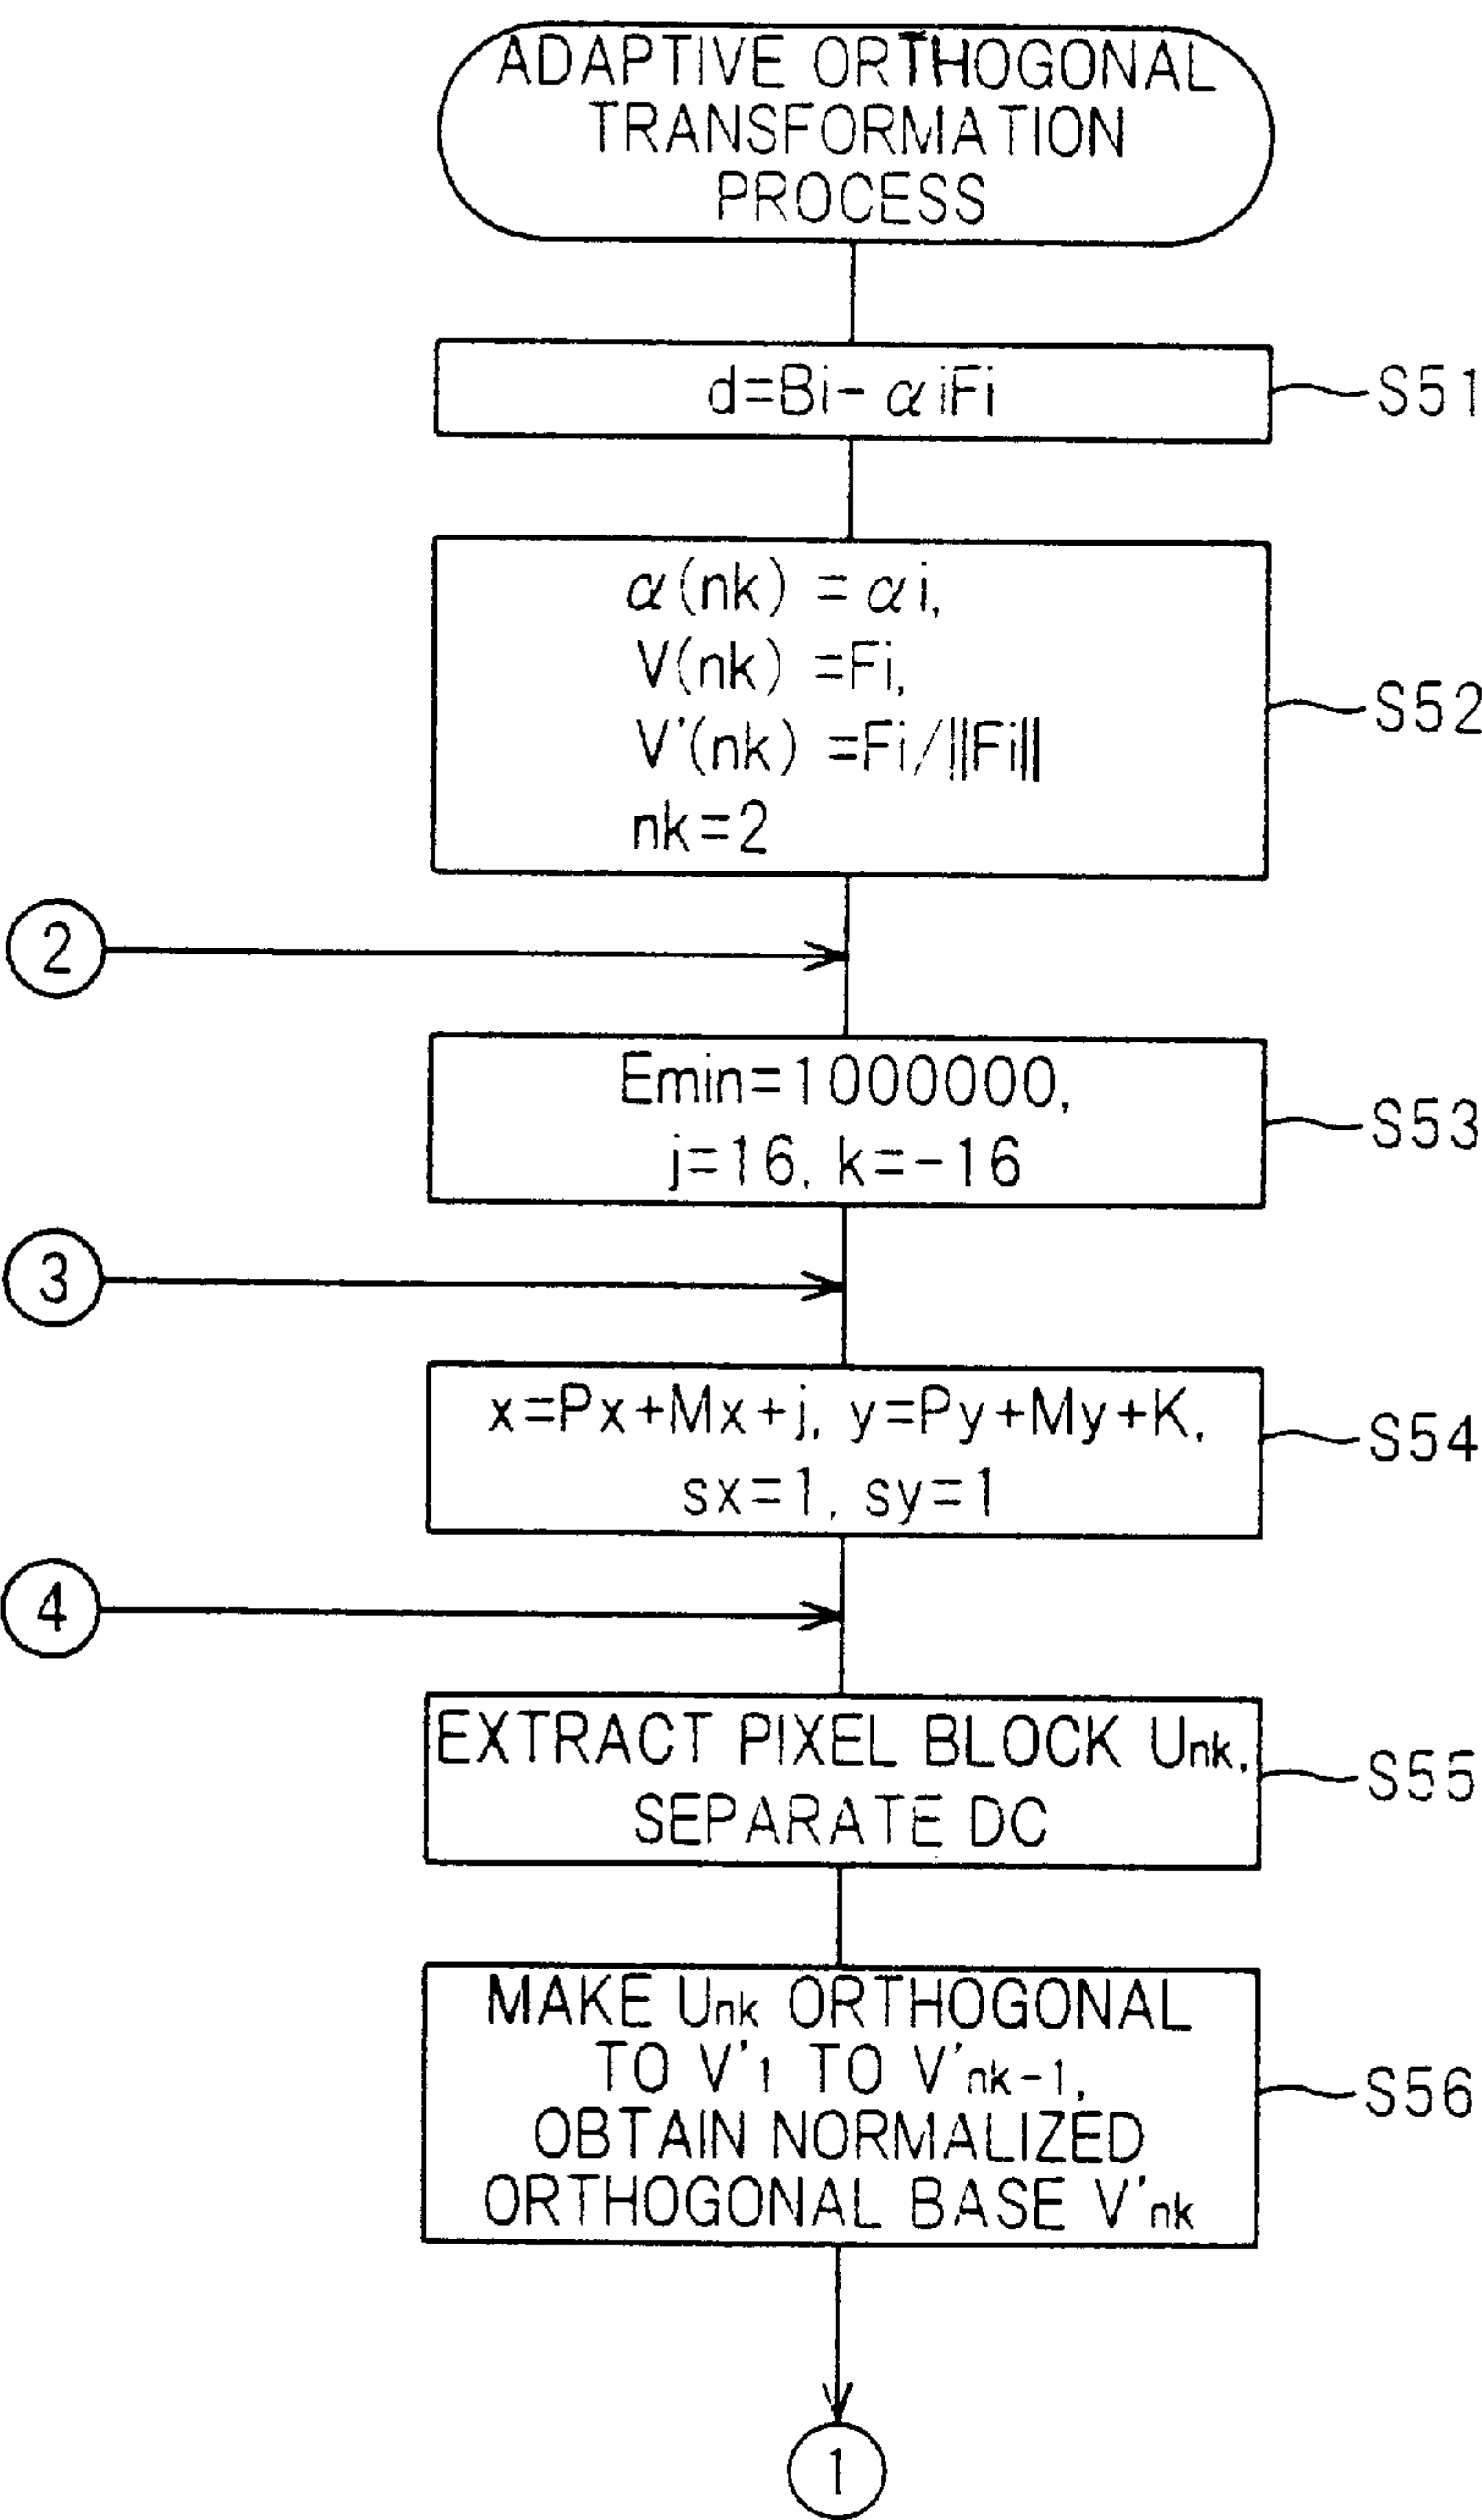 ADAPTIVE ORTHOGONAL
TRANSFORMATION
PROCESS
d=Bi-αiFi
S51
α(nk)=αi,
V(nk)=Fi,
V'(nk)=Fi/||Fi||
nk=2
S52
2
Emin=1000000,
j=16, k=-16
S53
3
x=Px+Mx+j, y=Py+My+K,
sx=1, sy=1
S54
4
EXTRACT PIXEL BLOCK Unk,
SEPARATE DC
S55
MAKE Unk ORTHOGONAL
TO V'1 TO V'nk-1,
OBTAIN NORMALIZED
ORTHOGONAL BASE V'nk
S56
1